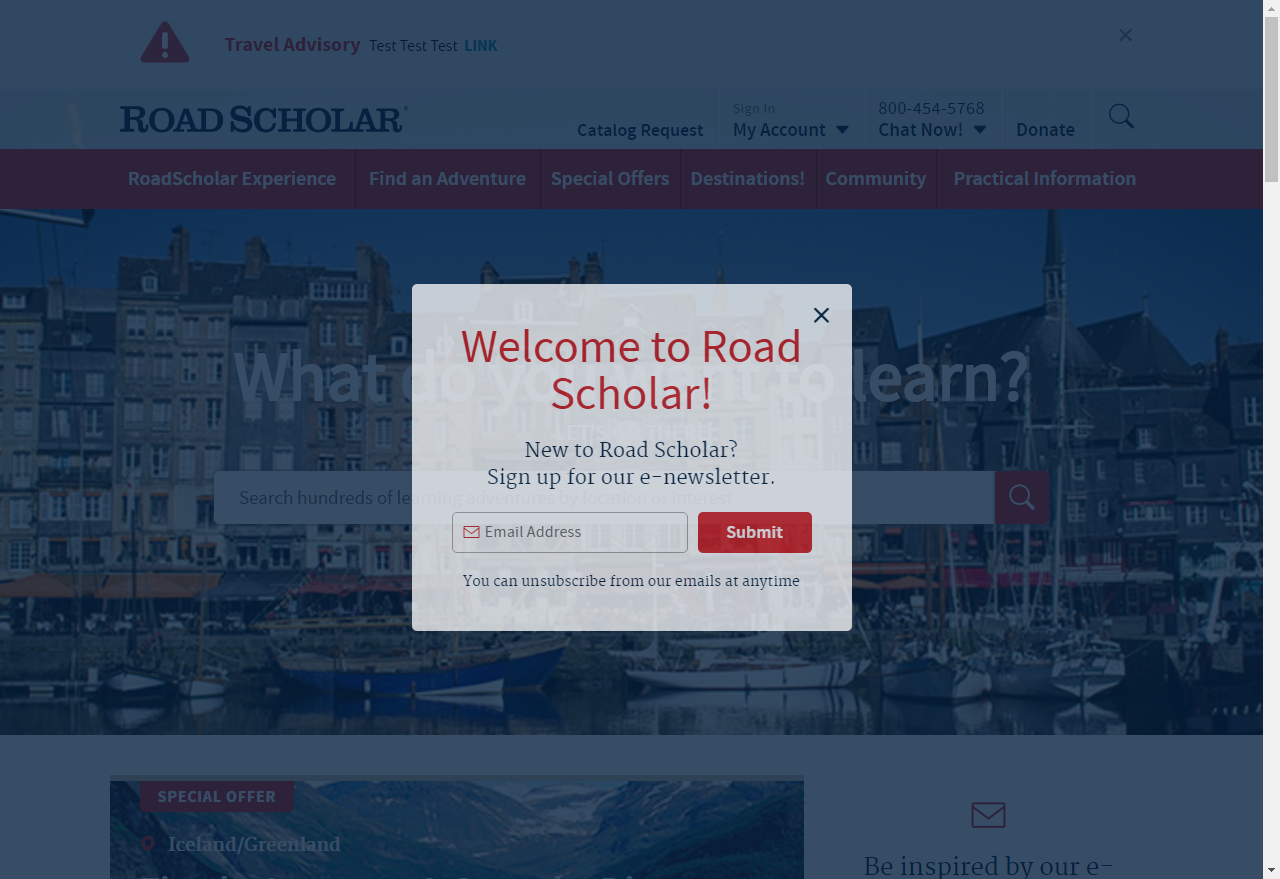 Travel Advisory Test Test Test LINK
ROAD SCHOLAR®
Catalog Request
Sign In
My Account
800-454-5768
Chat Now!
Donate
RoadScholar Experience
Find an Adventure
Special Offers
Destinations!
Community
Practical Information
What do you want to learn?
Search hundreds of learning adventures by location or interest
Welcome to Road
Scholar!
New to Road Scholar?
Sign up for our e-newsletter.
Email Address
Submit
You can unsubscribe from our emails at anytime
SPECIAL OFFER
Iceland/Greenland
Be inspired by our e-